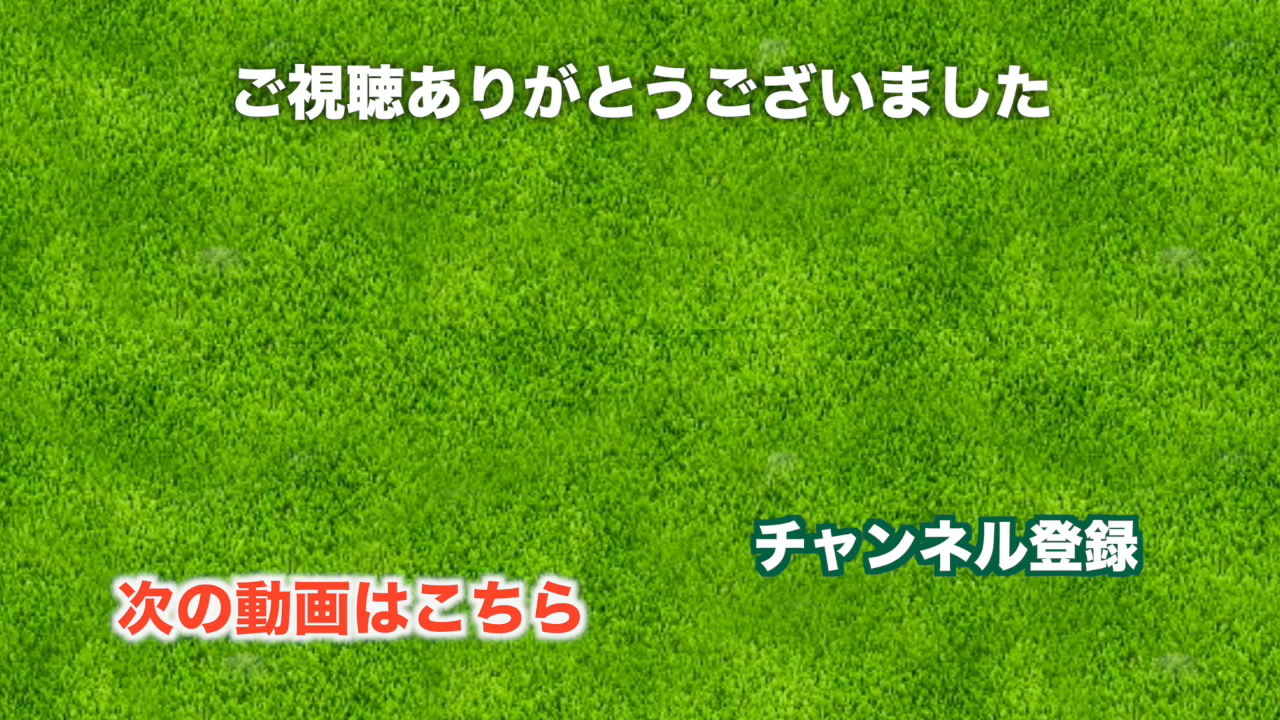 ご視聴ありがとうございました
チャンネル登録
次の動画はこちら